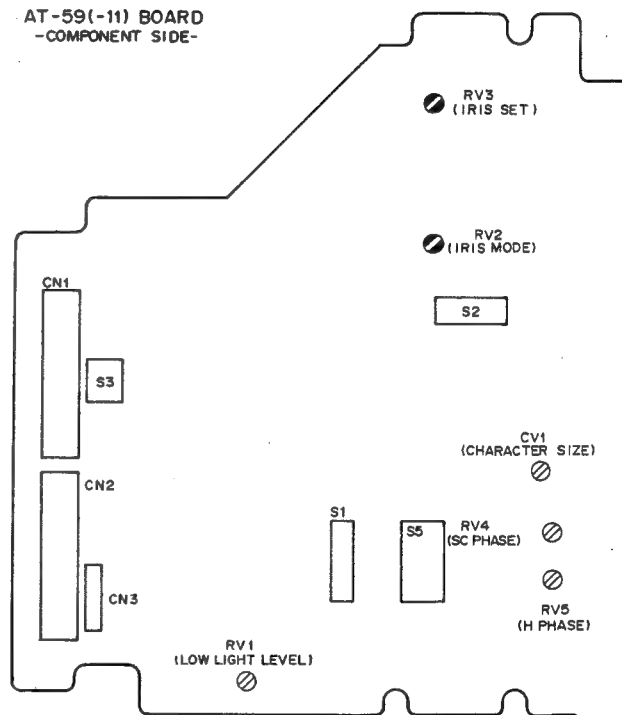 AT-59(-11) BOARD
-COMPONENT SIDE-
RV3
(IRIS SET)
RV2
(IRIS MODE)
CN1
S2
S3
CV1
(CHARACTER SIZE)
CN2
S1
S5
RV4
(SC PHASE)
CN3
RV5
(H PHASE)
RV1
(LOW LIGHT LEVEL)